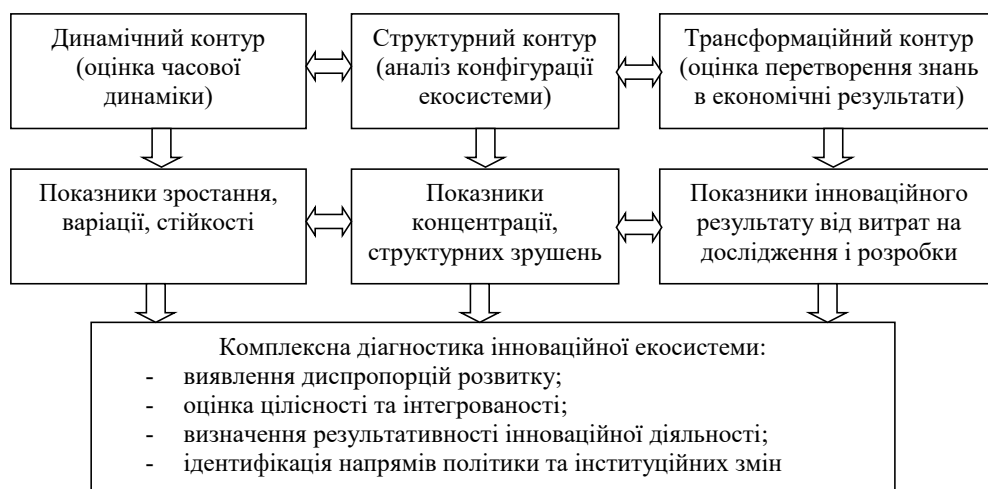 Динамічний контур
(оцінка часової
динаміки)
Структурний контур
(аналіз конфігурації
екосистеми)
Трансформаційний контур
(оцінка перетворення знань
в економічні результати)
Показники зростання,
варіації, стійкості
Показники
концентрації,
структурних зрушень
Показники інноваційного
результату від витрат на
дослідження і розробки
Комплексна діагностика інноваційної екосистеми:
- виявлення диспропорцій розвитку;
- оцінка цілісності та інтегрованості;
- визначення результативності інноваційної діяльності;
- ідентифікація напрямів політики та інституційних змін